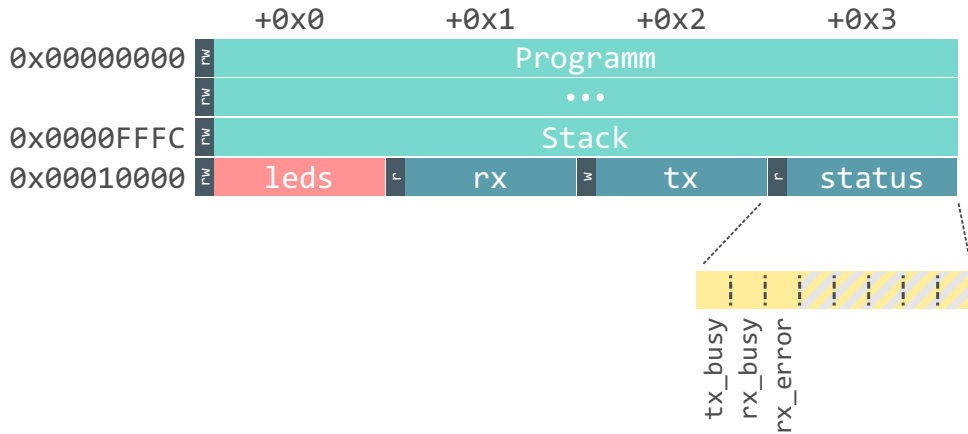 +0x0 +0x1 +0x2 +0x3
0x00000000 rw Programm
rw •••
0x0000FFFC rw Stack
0x00010000 rw leds r rx w tx r status
tx_busy
rx_busy
rx_error